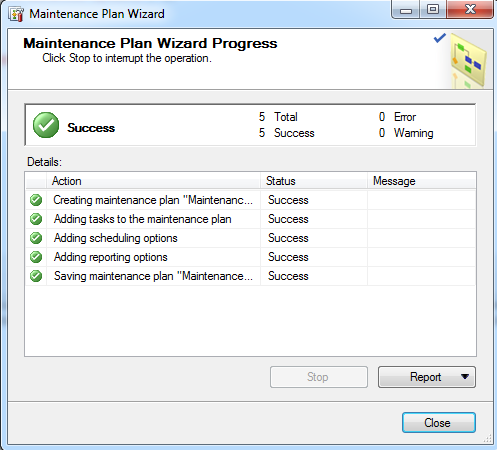 Maintenance Plan Wizard
Maintenance Plan Wizard Progress
Click Stop to interrupt the operation.
Success
5 Total 0 Error
5 Success 0 Warning
Details:
Action Status Message
Creating maintenance plan "Maintenanc... Success
Adding tasks to the maintenance plan Success
Adding scheduling options Success
Adding reporting options Success
Saving maintenance plan "Maintenance... Success
Stop Report
Close